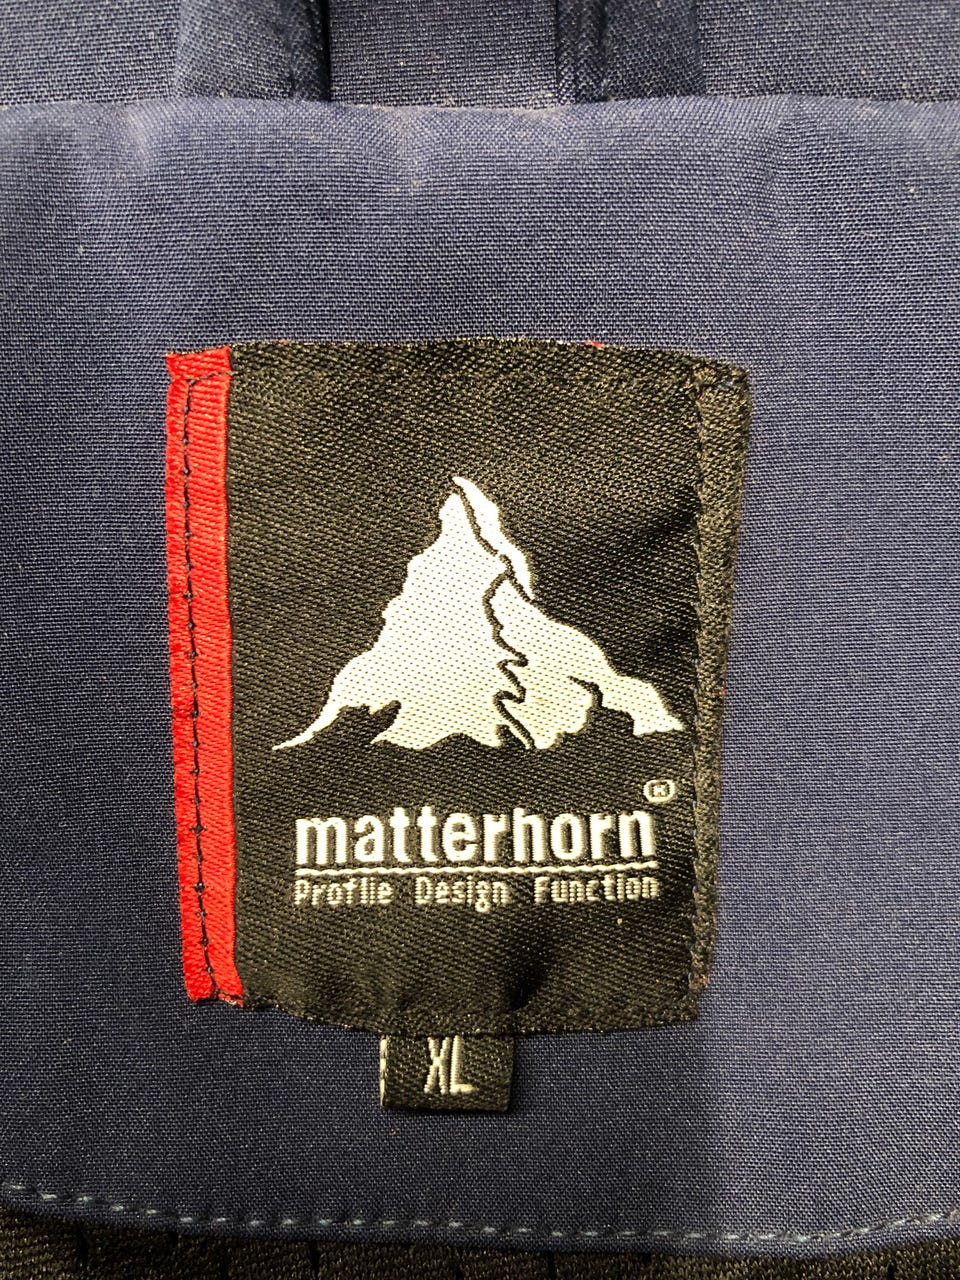 ®
matterhorn
Profile Design Function
XL